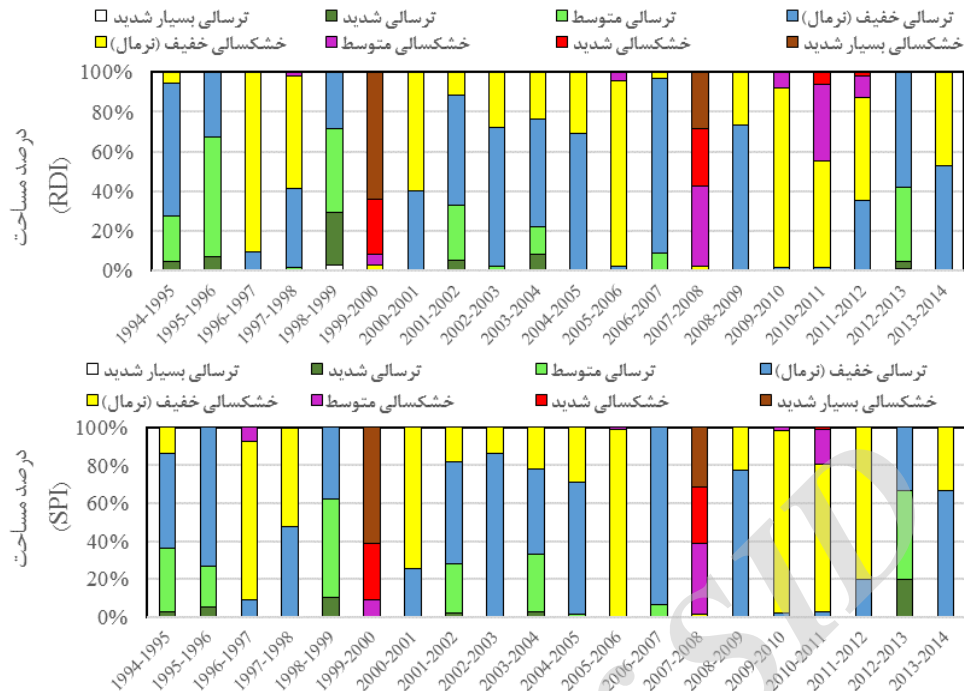 ترسالی خفیف (نرمال) ترسالی متوسط ترسالی شدید ترسالی بسیار شدید
خشکسالی بسیار شدید خشکسالی شدید خشکسالی متوسط خشکسالی خفیف (نرمال)
درصد مساحت
(RDI)
100%
80%
60%
40%
20%
0%
1994-1995 1995-1996 1996-1997 1997-1998 1998-1999 1999-2000 2000-2001 2001-2002 2002-2003 2003-2004 2004-2005 2005-2006 2006-2007 2007-2008 2008-2009 2009-2010 2010-2011 2011-2012 2012-2013 2013-2014
ترسالی خفیف (نرمال) ترسالی متوسط ترسالی شدید ترسالی بسیار شدید
خشکسالی بسیار شدید خشکسالی شدید خشکسالی متوسط خشکسالی خفیف (نرمال)
درصد مساحت
(SPI)
100%
80%
60%
40%
20%
0%
1994-1995 1995-1996 1996-1997 1997-1998 1998-1999 1999-2000 2000-2001 2001-2002 2002-2003 2003-2004 2004-2005 2005-2006 2006-2007 2007-2008 2008-2009 2009-2010 2010-2011 2011-2012 2012-2013 2013-2014
SID